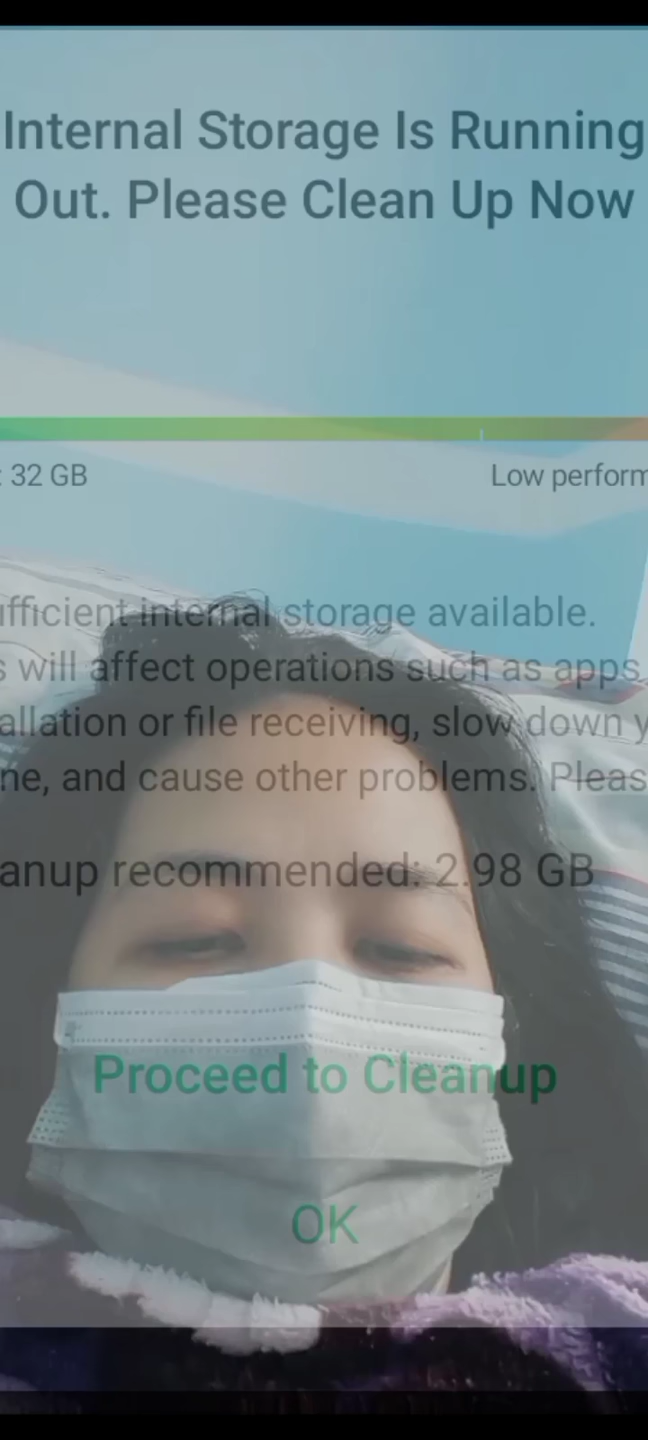 Internal Storage Is Running
Out. Please Clean Up Now
: 32 GB
Low perform
ufficient internal storage available.
s will affect operations such as apps
allation or file receiving, slow down y
ne, and cause other problems. Pleas
anup recommended: 2.98 GB
Proceed to Cleanup
OK